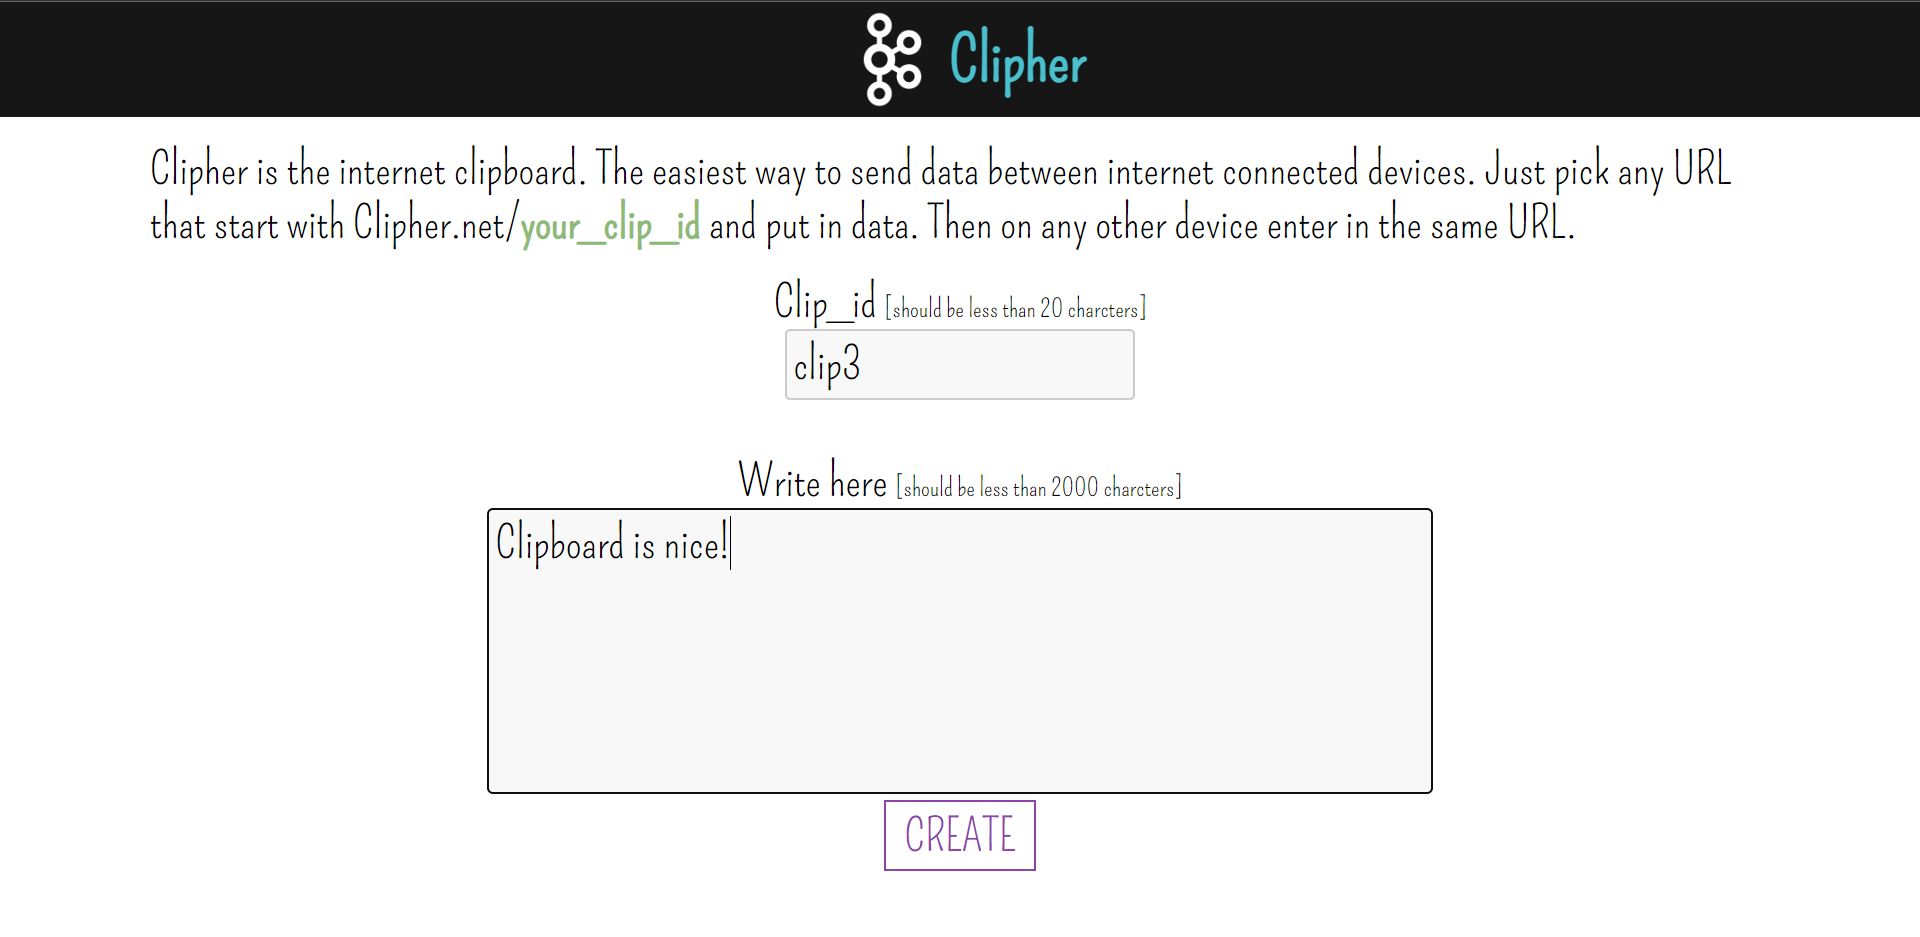 Clipher
Clipher is the internet clipboard. The easiest way to send data between internet connected devices. Just pick any URL
that start with Clipher.net/your_clip_id and put in data. Then on any other device enter in the same URL.
Clip_id [should be less than 20 charcters]
clip3
Write here [should be less than 2000 charcters]
Clipboard is nice!
CREATE